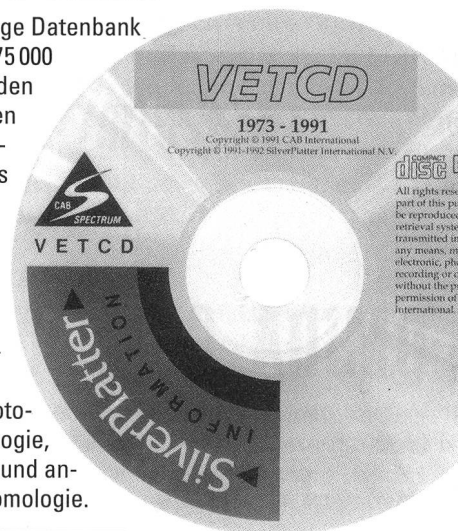 ge Datenbank
75 000
den
en
-
s
-
oto-
ogie,
und an-
omologie.
VETCD
1973 - 1991
Copyright © 1991 CAB International
Copyright © 1991-1992 SilverPlatter International N.V.
CAB
SPECTRUM
VETCD
COMPACT
disc
All rights rese
part of this pu
be reproduced
retrieval syste
transmitted in
any means,
electronic, pho
recording or
without the p
permission of
international.
SilverPlatter
INFORMATION